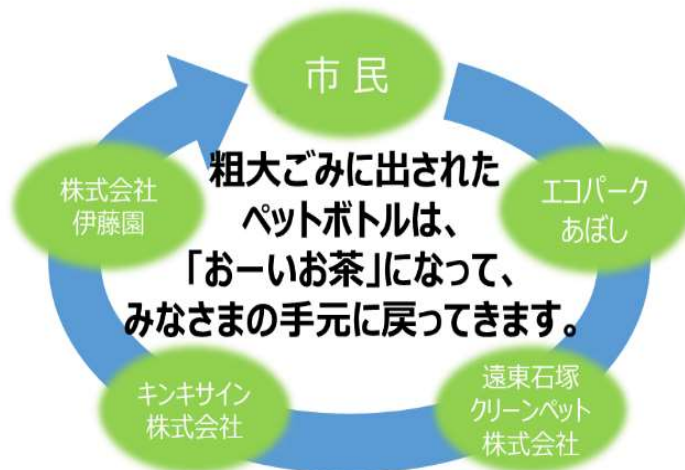 市 民
エコパーク
あぼし
遠東石塚
クリーンペット
株式会社
キンキサイン
株式会社
株式会社
伊藤園
粗大ごみに出された
ペットボトルは、
「おーいお茶」になって、
みなさまの手元に戻ってきます。